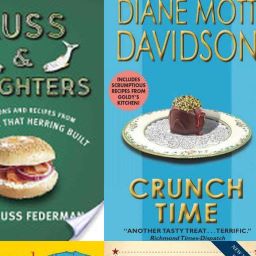 USS
&
GHTERS
ONS AND RECIPES FROM
THAT HERRING BUILT
USS FEDERMAN
DIANE MOTT
DAVIDSON
INCLUDES
SCRUMPTIOUS
RECIPES FROM
GOLDY'S
KITCHEN!
CRUNCH
TIME
"ANOTHER TASTY TREAT...TERRIFIC."
Richmond Times-Dispatch